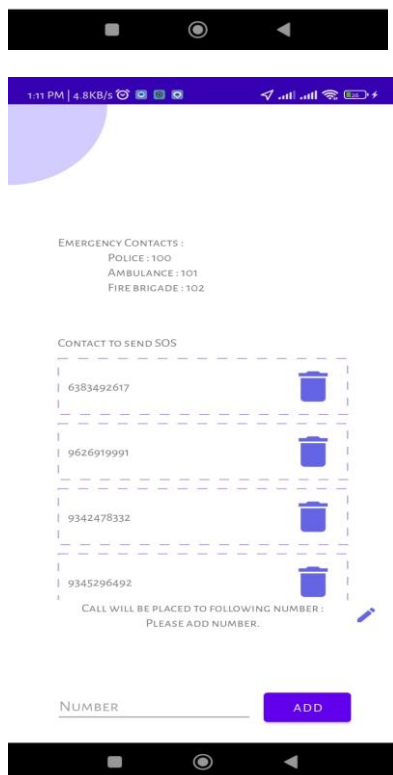 1:11 PM | 4.8KB/s
Emergency Contacts :
Police : 100
Ambulance : 101
Fire brigade : 102
Contact to send SOS
6383492617
9626919991
9342478332
9345296492
Call will be placed to following number :
Please add number.
Number
ADD